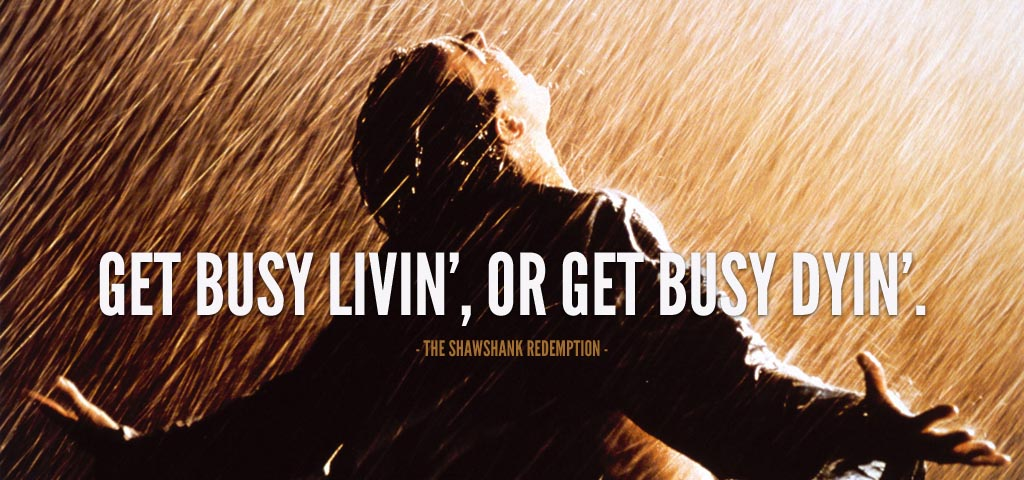 GET BUSY LIVIN’, OR GET BUSY DYIN’.
- THE SHAWSHANK REDEMPTION -